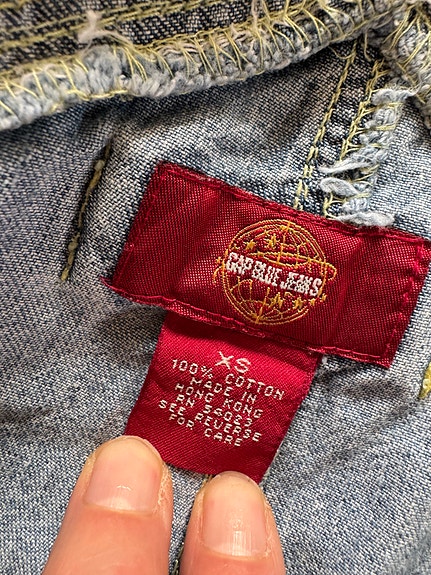 GAP BLUE JEANS
XS
100% COTTON
MADE IN
HONG KONG
RN 54023
SEE REVERSE
FOR
CARE